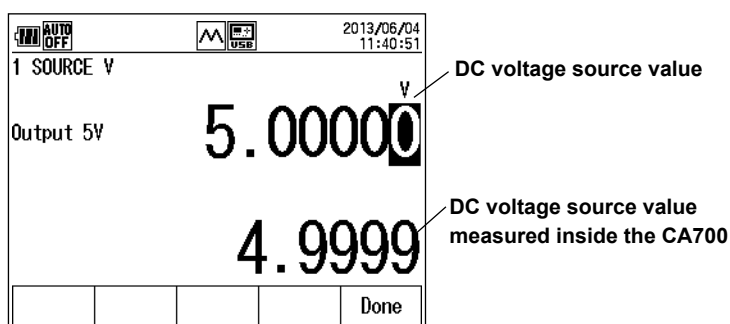 AUTO OFF USB 2013/06/04
11:40:51
1 SOURCE V
V
Output 5V 5.00000
4.9999
Done
DC voltage source value
DC voltage source value
measured inside the CA700